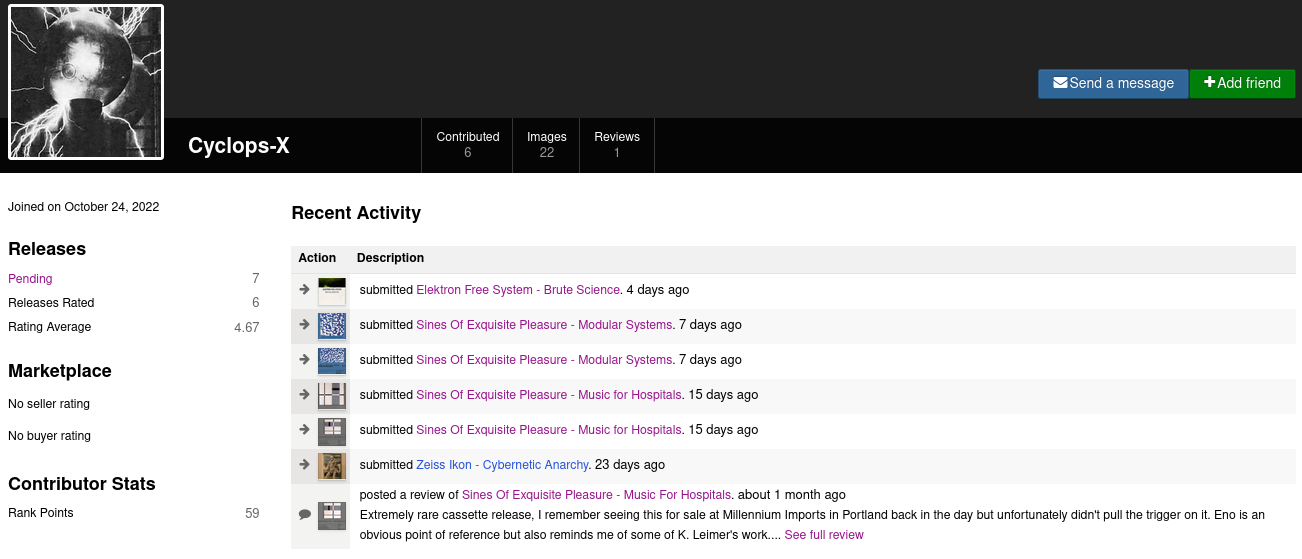 Send a message
Add friend
Cyclops-X
Contributed
6
Images
22
Reviews
1
Joined on October 24, 2022
Releases
Pending 7
Releases Rated 6
Rating Average 4.67
Marketplace
No seller rating
No buyer rating
Contributor Stats
Rank Points 59
Recent Activity
Action Description
submitted Elektron Free System - Brute Science. 4 days ago
submitted Sines Of Exquisite Pleasure - Modular Systems. 7 days ago
submitted Sines Of Exquisite Pleasure - Modular Systems. 7 days ago
submitted Sines Of Exquisite Pleasure - Music for Hospitals. 15 days ago
submitted Sines Of Exquisite Pleasure - Music for Hospitals. 15 days ago
submitted Zeiss Ikon - Cybernetic Anarchy. 23 days ago
posted a review of Sines Of Exquisite Pleasure - Music For Hospitals. about 1 month ago
Extremely rare cassette release, I remember seeing this for sale at Millennium Imports in Portland back in the day but unfortunately didn't pull the trigger on it. Eno is an
obvious point of reference but also reminds me of some of K. Leimer's work.... See full review